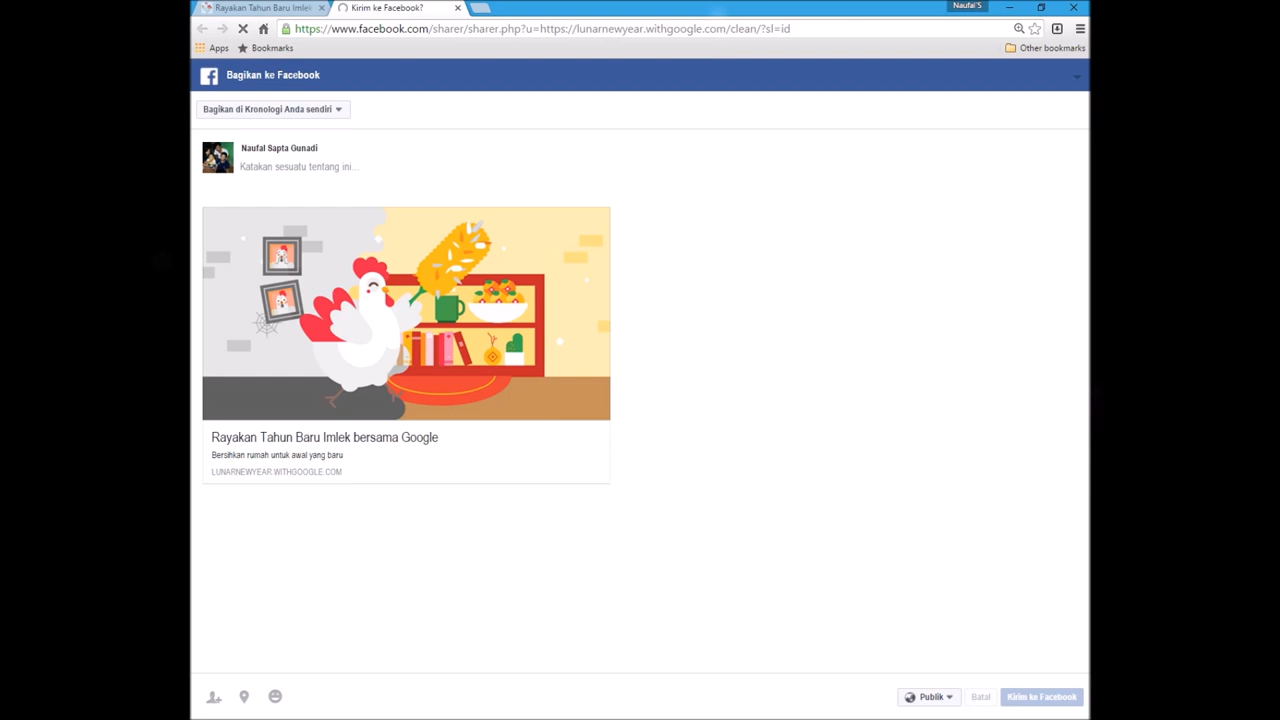 Rayakan Tahun Baru Imlek
Kirim ke Facebook?
Naufal'S
https://www.facebook.com/sharer/sharer.php?u=https://lunarnewyear.withgoogle.com/clean/?sl=id
Apps
Bookmarks
Other bookmarks
Bagikan ke Facebook
Bagikan di Kronologi Anda sendiri
Naufal Sapta Gunadi
Katakan sesuatu tentang ini...
Rayakan Tahun Baru Imlek bersama Google
Bersihkan rumah untuk awal yang baru
LUNARNEWYEAR.WITHGOOGLE.COM
Publik
Batal
Kirim ke Facebook